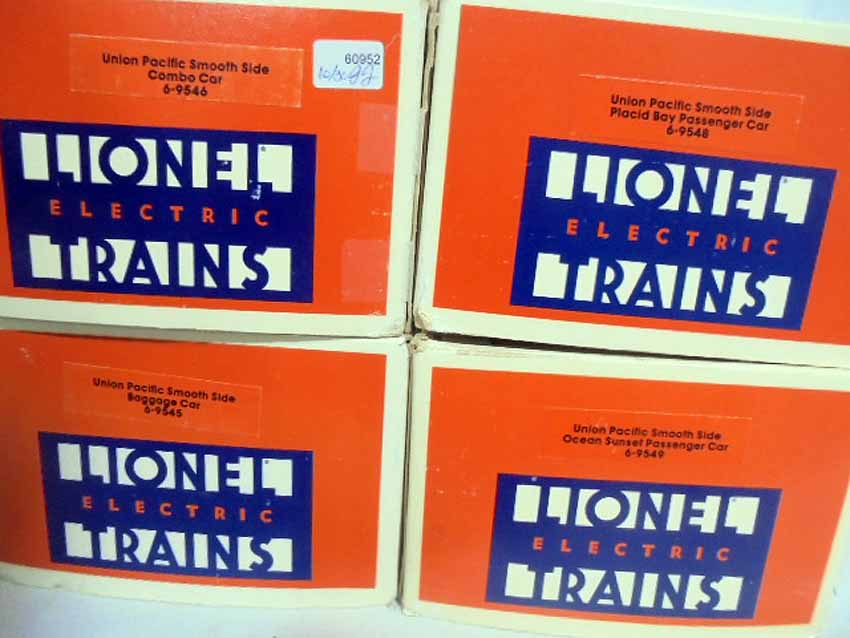 Union Pacific Smooth Side
Combo Car
6-9546
60952
LIONEL
ELECTRIC
TRAINS
Union Pacific Smooth Side
Placid Bay Passenger Car
6-9548
LIONEL
ELECTRIC
TRAINS
Union Pacific Smooth Side
Baggage Car
6-9545
LIONEL
ELECTRIC
TRAINS
Union Pacific Smooth Side
Ocean Sunset Passenger Car
6-9549
LIONEL
ELECTRIC
TRAINS